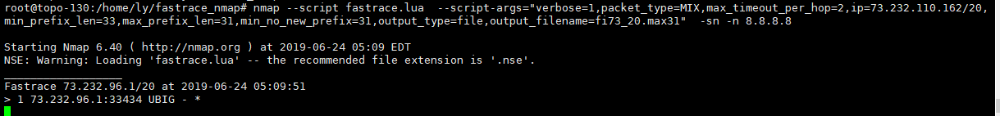 root@topo-130:/home/ly/fastrace_nmap# nmap --script fastrace.lua  --script-args="verbose=1,packet_type=MIX,max_timeout_per_hop=2,ip=73.232.110.162/20,
min_prefix_len=33,max_prefix_len=31,min_no_new_prefix=31,output_type=file,output_filename=fi73_20.max31"  -sn -n 8.8.8.8
Starting Nmap 6.40 ( http://nmap.org ) at 2019-06-24 05:09 EDT
NSE: Warning: Loading 'fastrace.lua' -- the recommended file extension is '.nse'.
__________________
Fastrace 73.232.96.1/20 at 2019-06-24 05:09:51
> 1 73.232.96.1:33434 UBIG - *